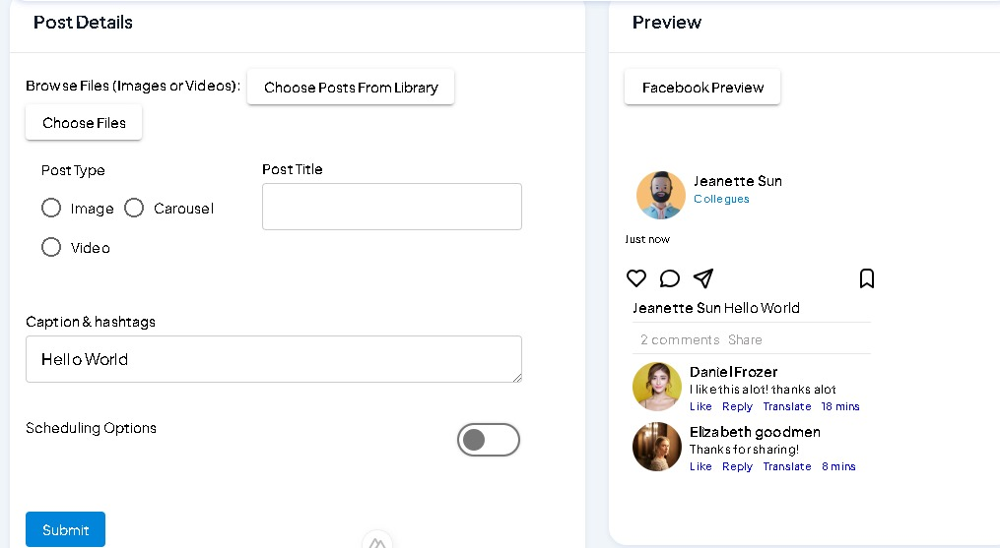 Post Details
Browse Files (Images or Videos): Choose Posts From Library
Choose Files
Post Type
Image Carousel
Video
Post Title
Caption & hashtags
Hello World
Scheduling Options
Submit
Preview
Facebook Preview
Jeanette Sun
Collegues
Just now
Jeanette Sun Hello World
2 comments Share
Daniel Frozer
I like this alot! thanks alot
Like Reply Translate 18 mins
Elizabeth goodmen
Thanks for sharing!
Like Reply Translate 8 mins